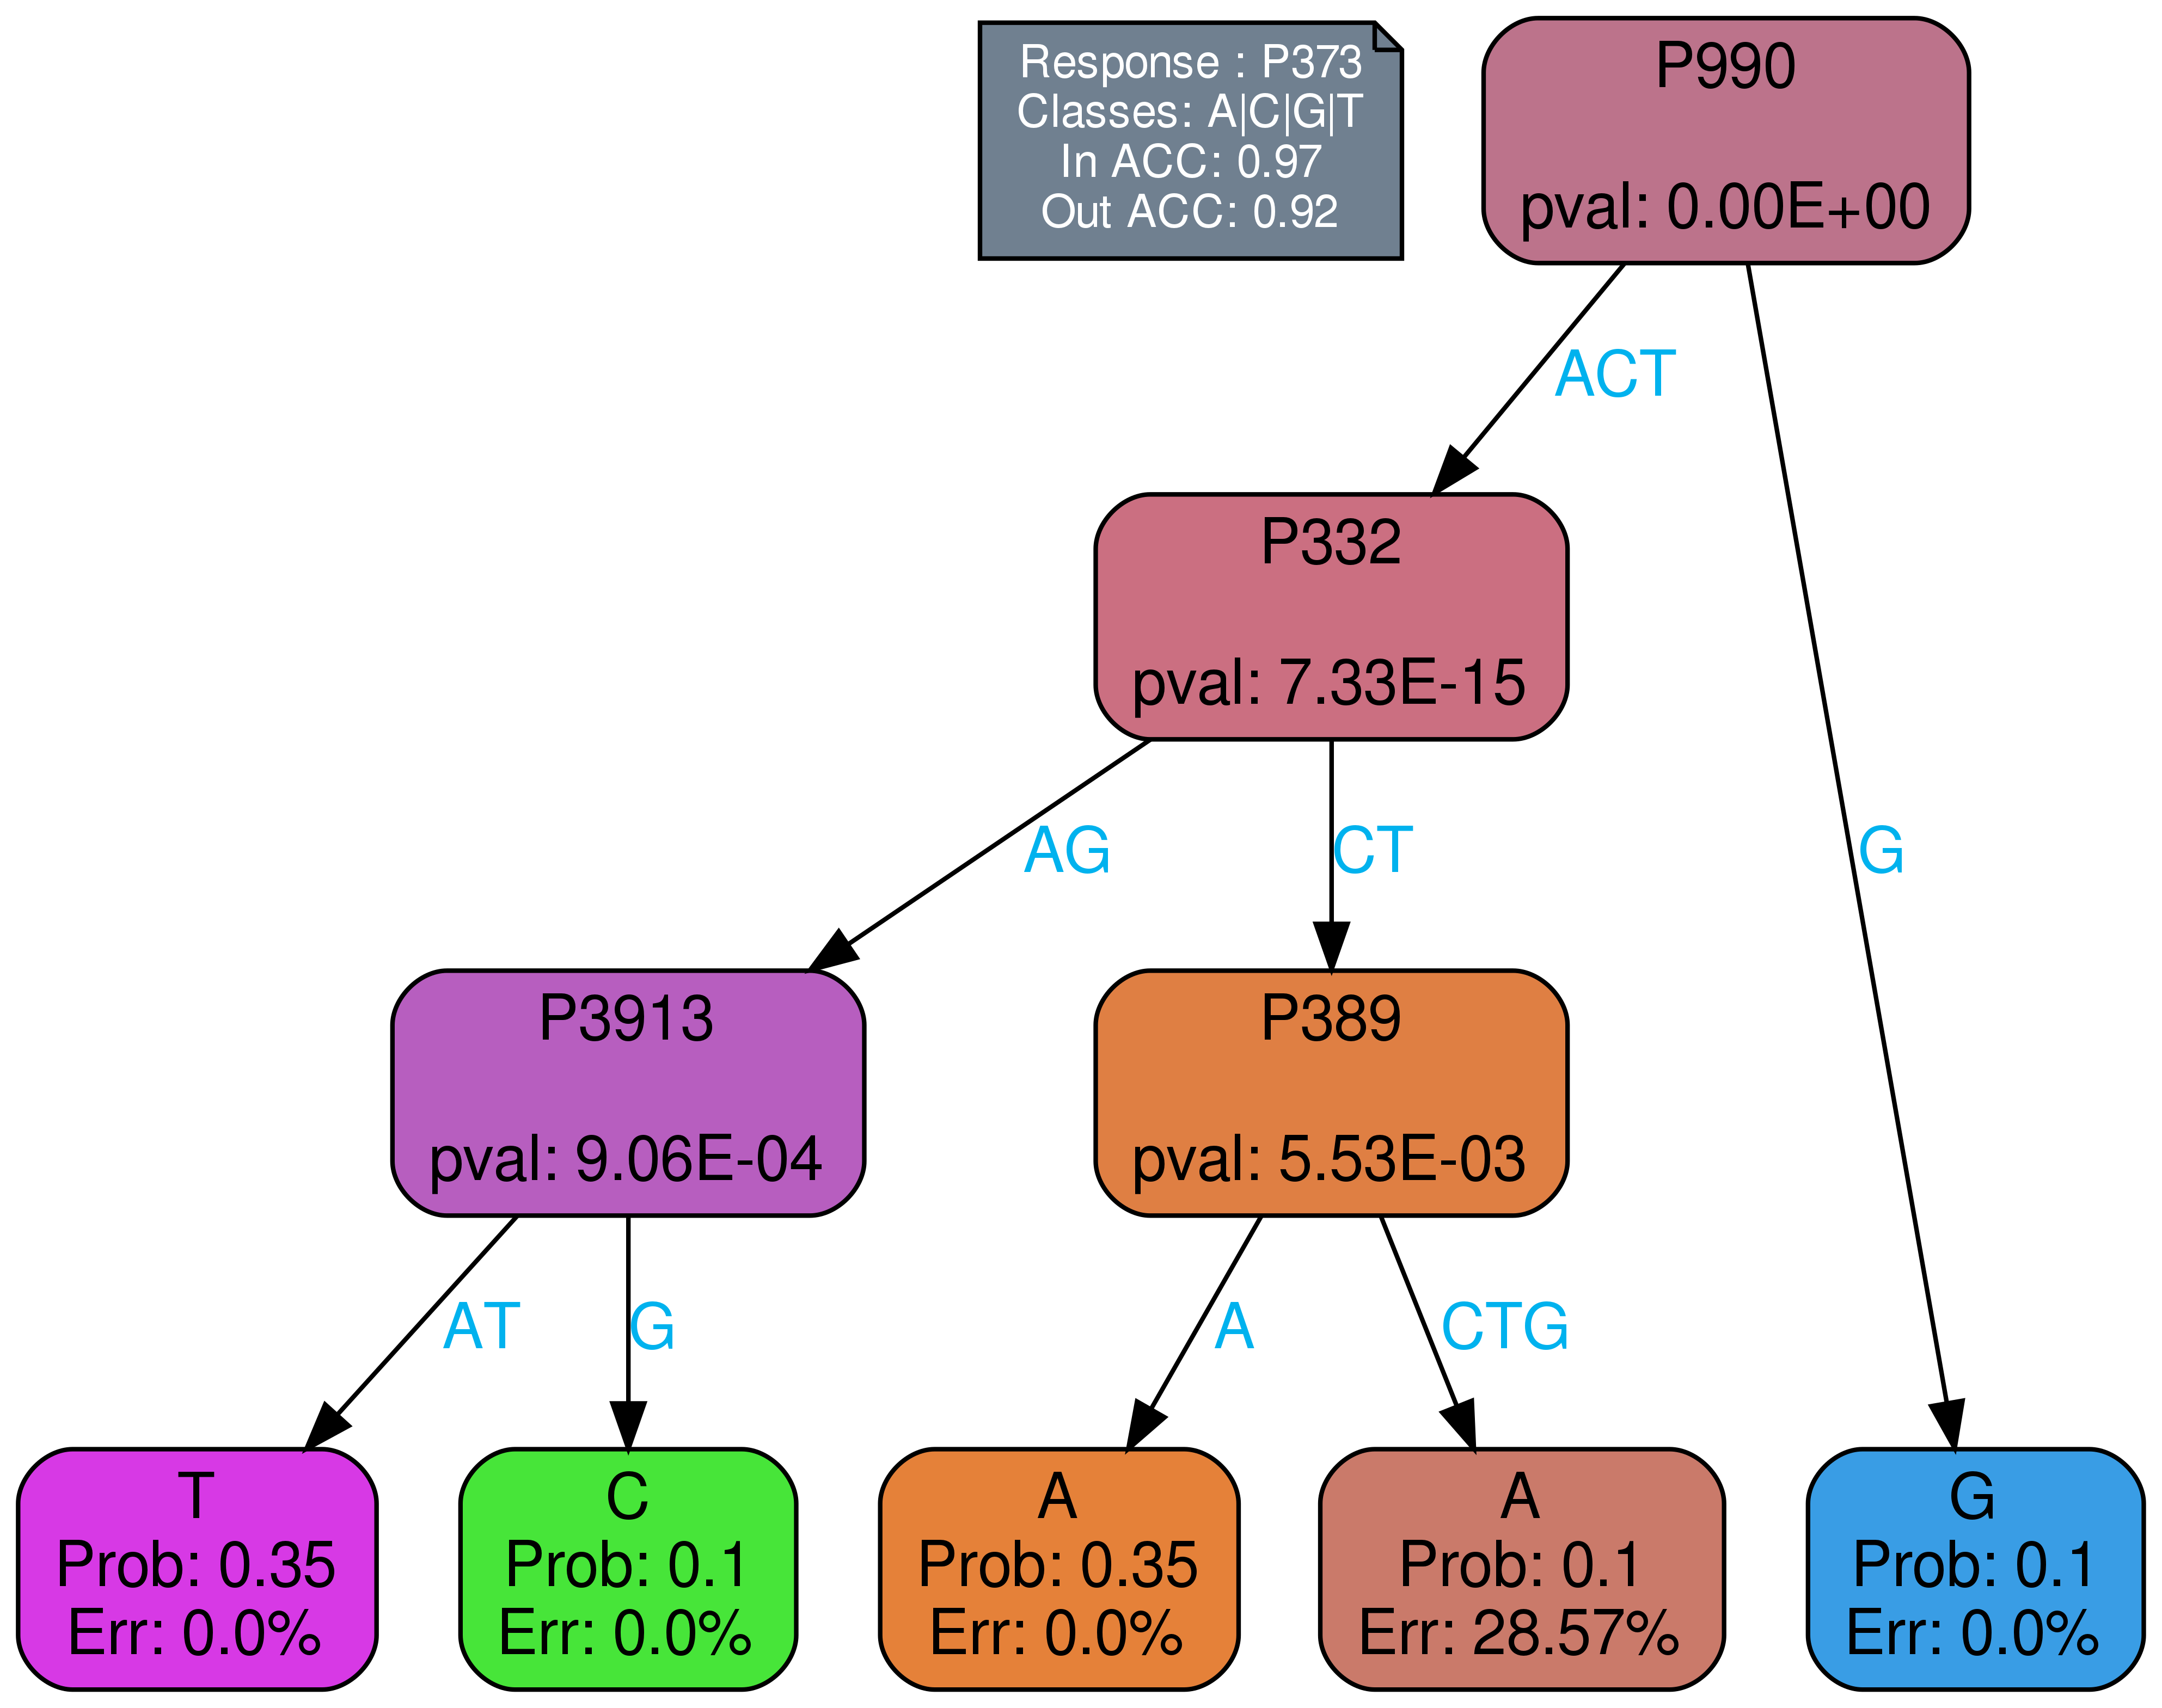 Response : P373
Classes: A|C|G|T
In ACC: 0.97
Out ACC: 0.92
P990
pval: 0.00E+00
ACT
G
P332
pval: 7.33E-15
AG
CT
P3913
pval: 9.06E-04
P389
pval: 5.53E-03
AT
G
A
CTG
T
Prob: 0.35
Err: 0.0%
C
Prob: 0.1
Err: 0.0%
A
Prob: 0.35
Err: 0.0%
A
Prob: 0.1
Err: 28.57%
G
Prob: 0.1
Err: 0.0%